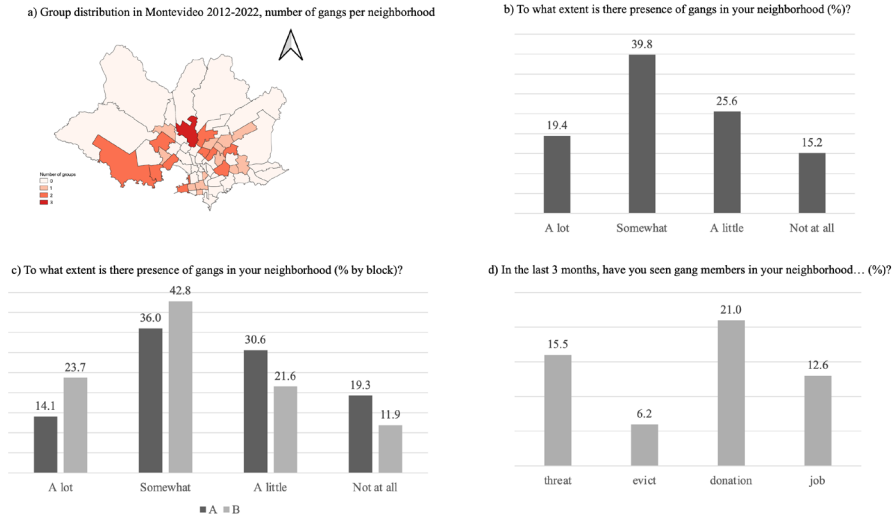 a) Group distribution in Montevideo 2012-2022, number of gangs per neighborhood
Number of groups
0
1
2
3
b) To what extent is there presence of gangs in your neighborhood (%)?
19.4
39.8
25.6
15.2
A lot
Somewhat
A little
Not at all
c) To what extent is there presence of gangs in your neighborhood (% by block)?
14.1
23.7
36.0
42.8
30.6
21.6
19.3
11.9
A lot
Somewhat
A little
Not at all
A B
d) In the last 3 months, have you seen gang members in your neighborhood… (%)?
15.5
6.2
21.0
12.6
threat
evict
donation
job